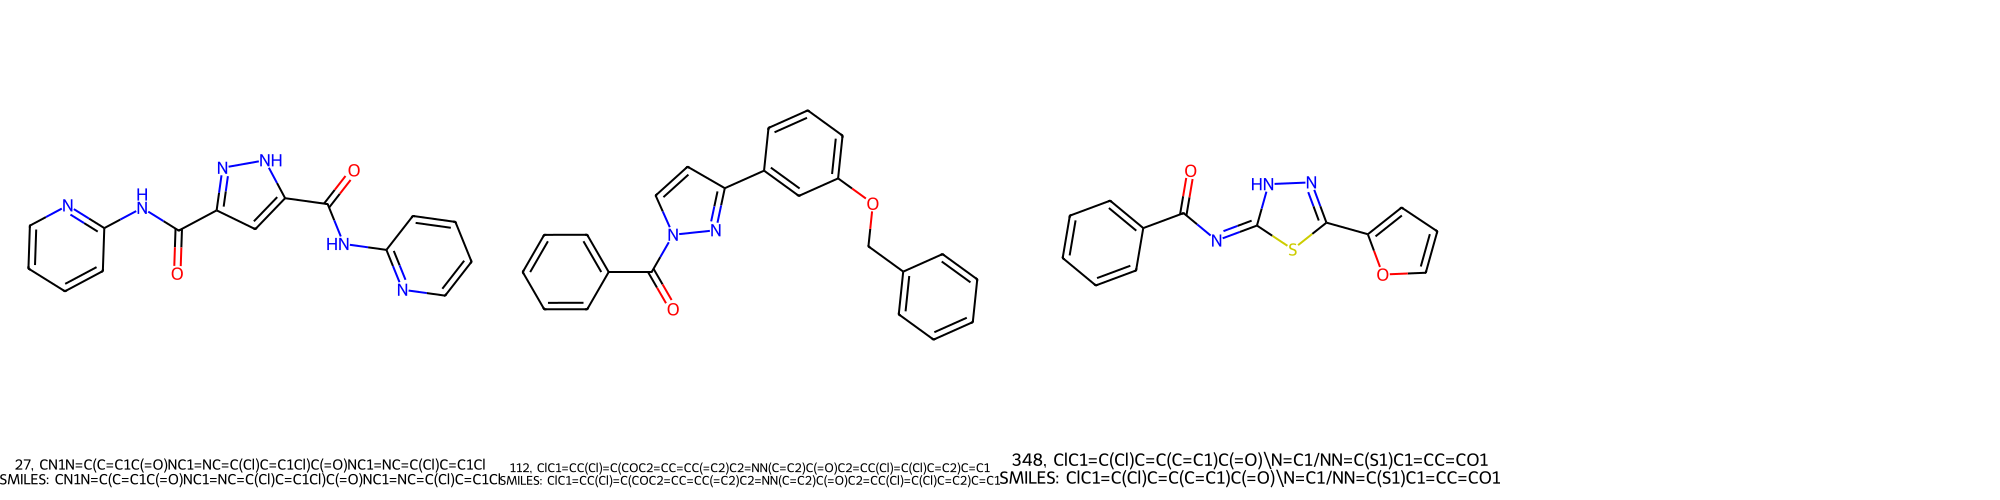 N
NH
O
H
N
N
O
HN
N
O
N
N
O
O
HN
N
N
S
O
27, CN1N=C(C=C1C(=O)NC1=NC=C(Cl)C=C1Cl)C(=O)NC1=NC=C(Cl)C=C1Cl
SMILES: CN1N=C(C=C1C(=O)NC1=NC=C(Cl)C=C1Cl)C(=O)NC1=NC=C(Cl)C=C1Cl
112, ClC1=CC(Cl)=C(COC2=CC=CC(=C2)C2=NN(C=C2)C(=O)C2=CC(Cl)=C(Cl)C=C2)C=C1
SMILES: ClC1=CC(Cl)=C(COC2=CC=CC(=C2)C2=NN(C=C2)C(=O)C2=CC(Cl)=C(Cl)C=C2)C=C1
348, ClC1=C(Cl)C=C(C=C1)C(=O)\N=C1/NN=C(S1)C1=CC=CO1
SMILES: ClC1=C(Cl)C=C(C=C1)C(=O)\N=C1/NN=C(S1)C1=CC=CO1